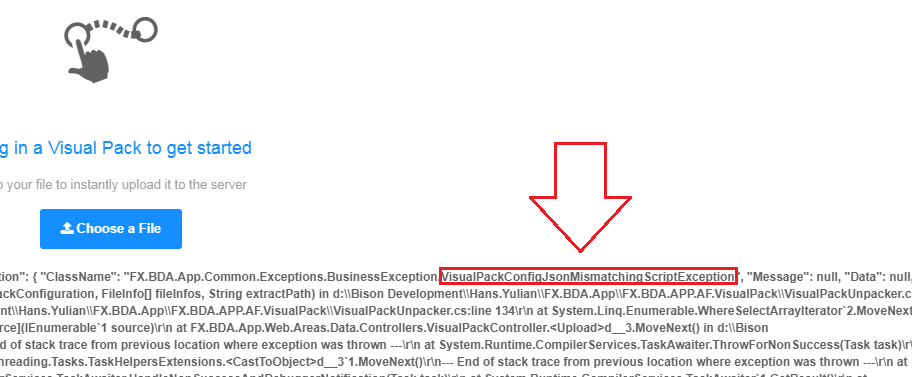 g in a Visual Pack to get started
o your file to instantly upload it to the server
Choose a File
tion": { "ClassName": "FX.BDA.App.Common.Exceptions.BusinessException.VisualPackConfigJsonMismatchingScriptException", "Message": null, "Data": null,
ackConfiguration, FileInfo[] fileInfos, String extractPath) in d:\\Bison Development\\Hans.Yulian\\FX.BDA.App\\FX.BDA.APP.AF.VisualPack\\VisualPackUnpacker.c
nt\\Hans.Yulian\\FX.BDA.App\\FX.BDA.APP.AF.VisualPack\\VisualPackUnpacker.cs:line 134\r\n at System.Linq.Enumerable.WhereSelectArrayIterator`2.MoveNex
urce](IEnumerable`1 source)\r\n at FX.BDA.App.Web.Areas.Data.Controllers.VisualPackController.<Upload>d__3.MoveNext() in d:\\Bison
nd of stack trace from previous location where exception was thrown ---\r\n at System.Runtime.CompilerServices.TaskAwaiter.ThrowForNonSuccess(Task task)\r\
hreading.Tasks.TaskHelpersExtensions.<CastToObject>d__3`1.MoveNext()\r\n--- End of stack trace from previous location where exception was thrown ---\r\n at